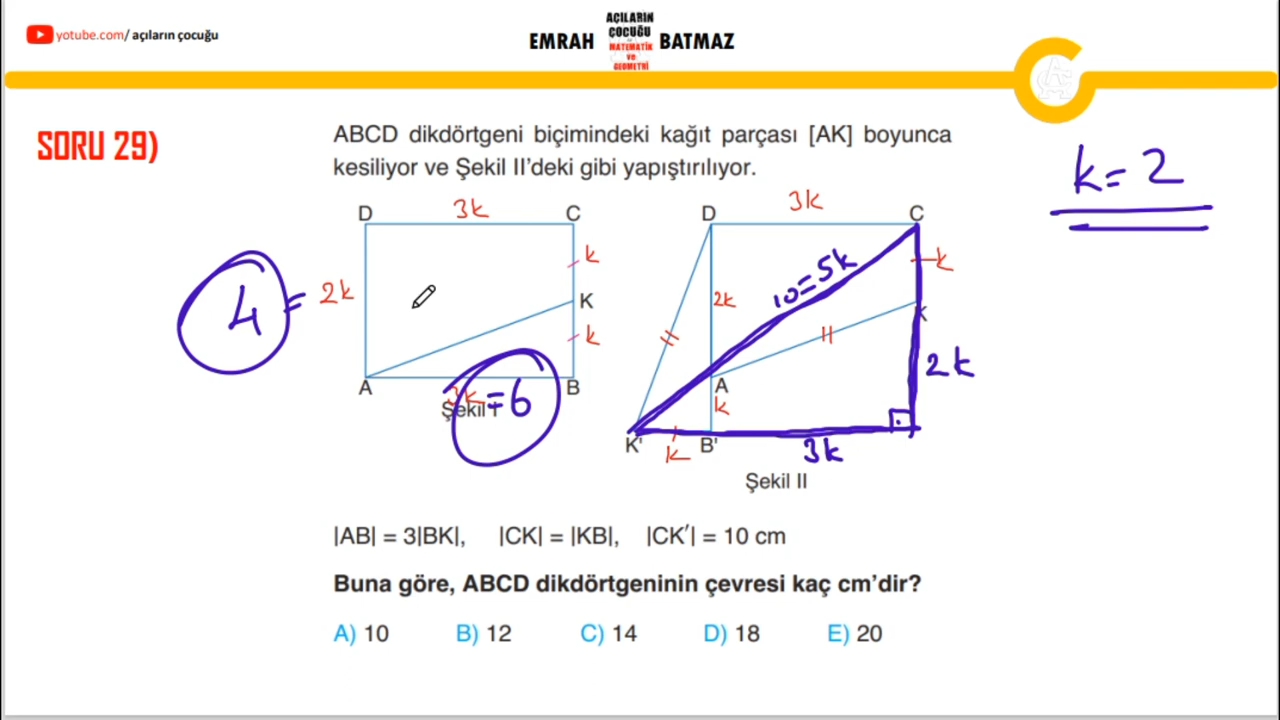 yotube.com/ açıların çocuğu
EMRAH AÇILARIN ÇOCUĞU MATEMATİK ve GEOMETRİ BATMAZ
SORU 29)
ABCD dikdörtgeni biçimindeki kağıt parçası [AK] boyunca
kesiliyor ve Şekil II'deki gibi yapıştırılıyor.
k = 2
D 3k C
4 = 2k
k
K
k
A 3k = 6 B
Şekil I
D 3k C
10 = 5k
k
2k
K
2k
A
k
K' k B' 3k
Şekil II
|AB| = 3|BK|, |CK| = |KB|, |CK′| = 10 cm
Buna göre, ABCD dikdörtgeninin çevresi kaç cm'dir?
A) 10 B) 12 C) 14 D) 18 E) 20